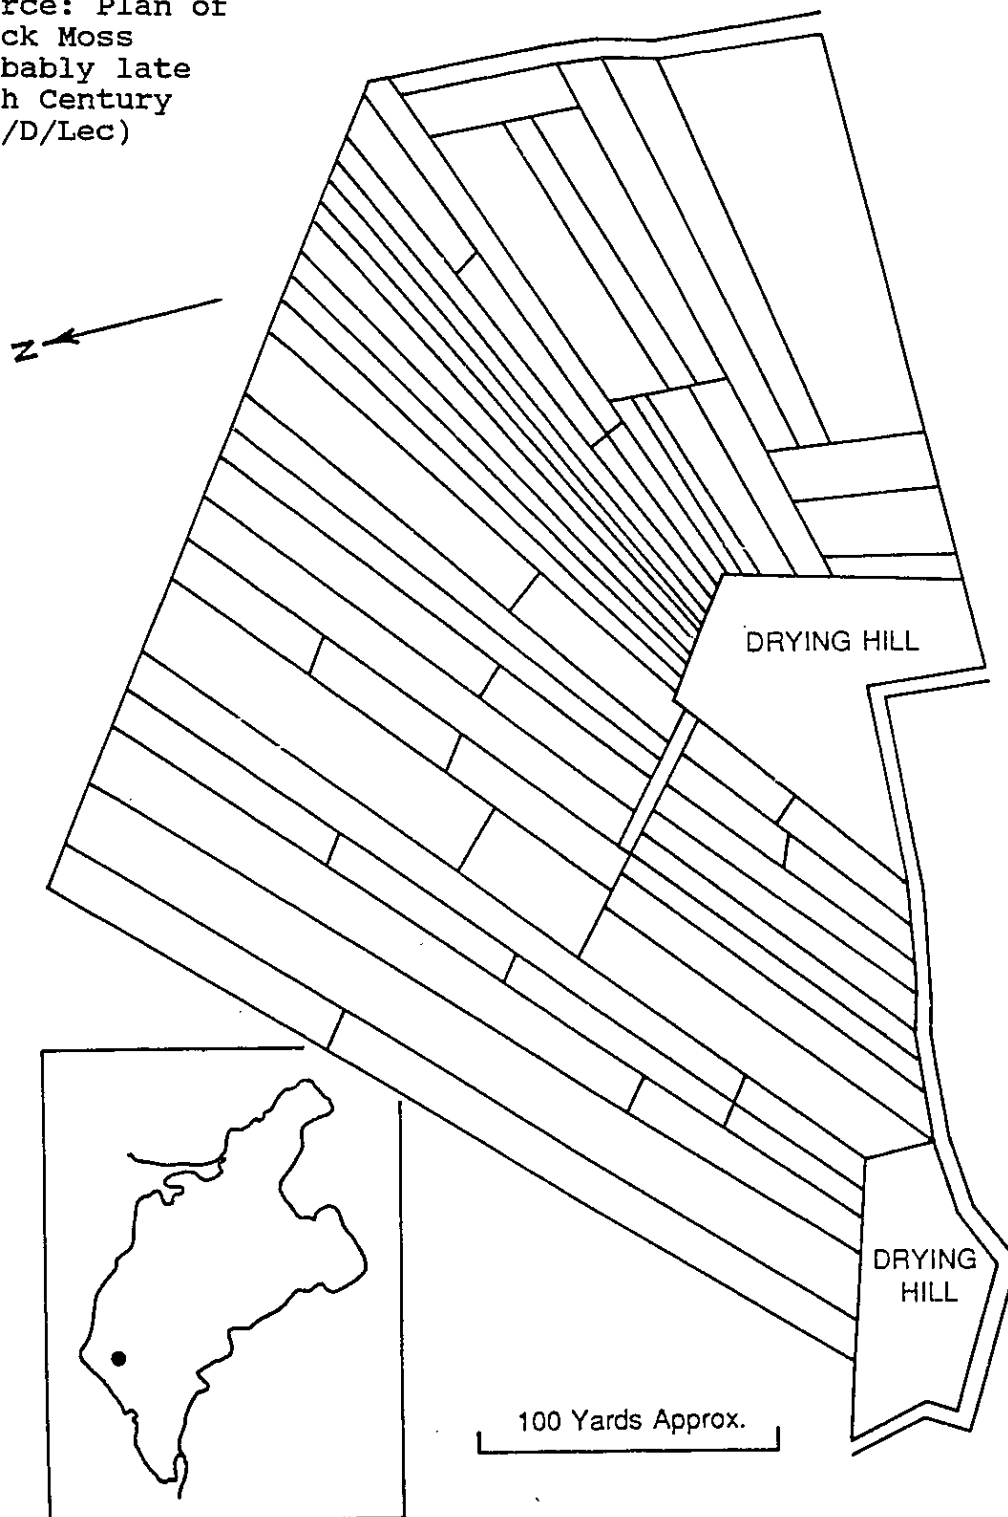 rce: Plan of
ck Moss
bably late
h Century
/D/Lec)
N
DRYING HILL
DRYING
HILL
100 Yards Approx.